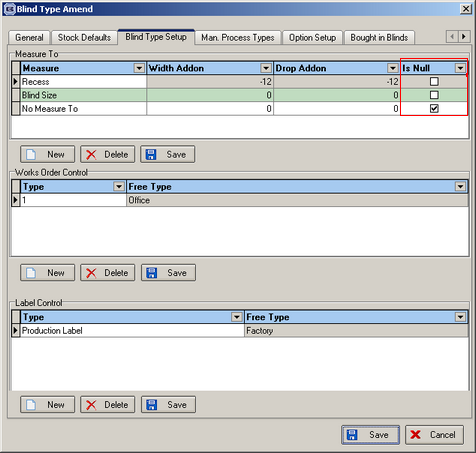 Blind Type Amend
General Stock Defaults Blind Type Setup Man. Process Types Option Setup Bought in Blinds
Measure To
Measure Width Addon Drop Addon Is Null
Recess -12 -12
Blind Size 0 0
No Measure To 0 0
New Delete Save
Works Order Control
Type Free Type
1 Office
New Delete Save
Label Control
Type Free Type
Production Label Factory
New Delete Save
Save Cancel